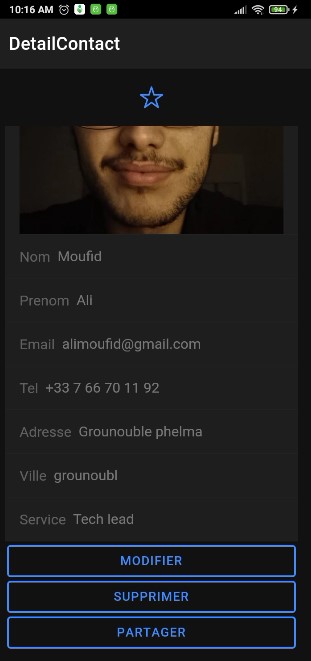 10:16 AM
94
DetailContact
Nom Moufid
Prenom Ali
Email alimoufid@gmail.com
Tel +33 7 66 70 11 92
Adresse Grounouble phelma
Ville grounoubl
Service Tech lead
MODIFIER
SUPPRIMER
PARTAGER